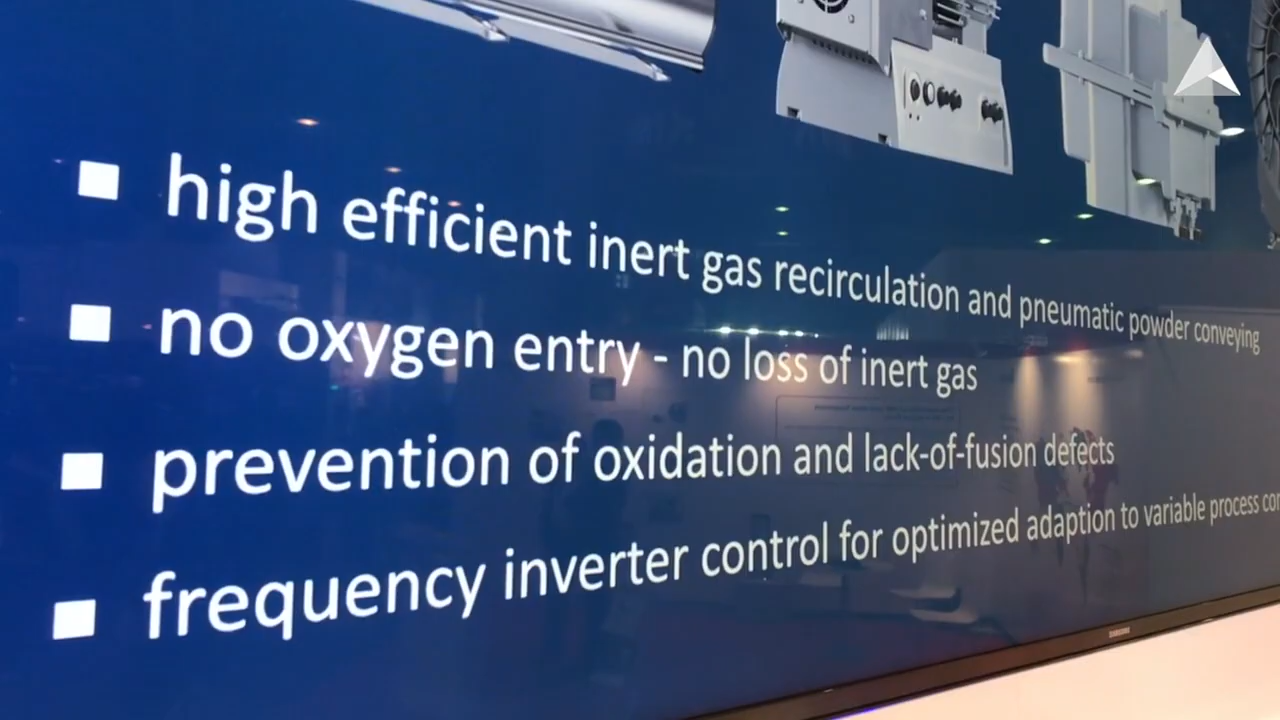 high efficient inert gas recirculation and pneumatic powder conveying
no oxygen entry - no loss of inert gas
prevention of oxidation and lack-of-fusion defects
frequency inverter control for optimized adaption to variable process
SAMSUNG